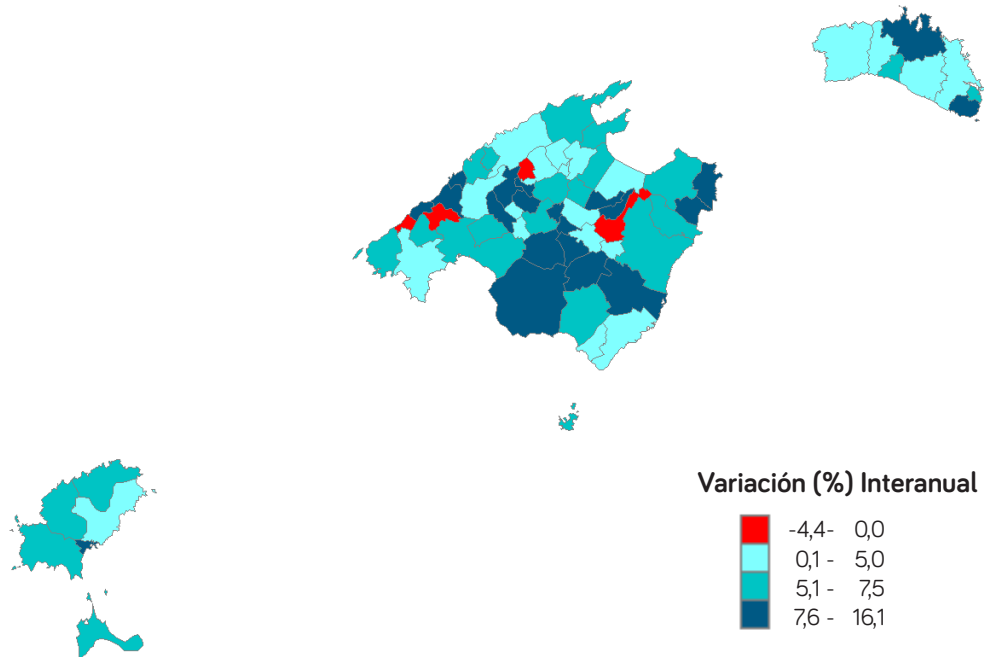 Variación (%) Interanual
-4,4- 0,0
0,1 - 5,0
5,1 - 7,5
7,6 - 16,1